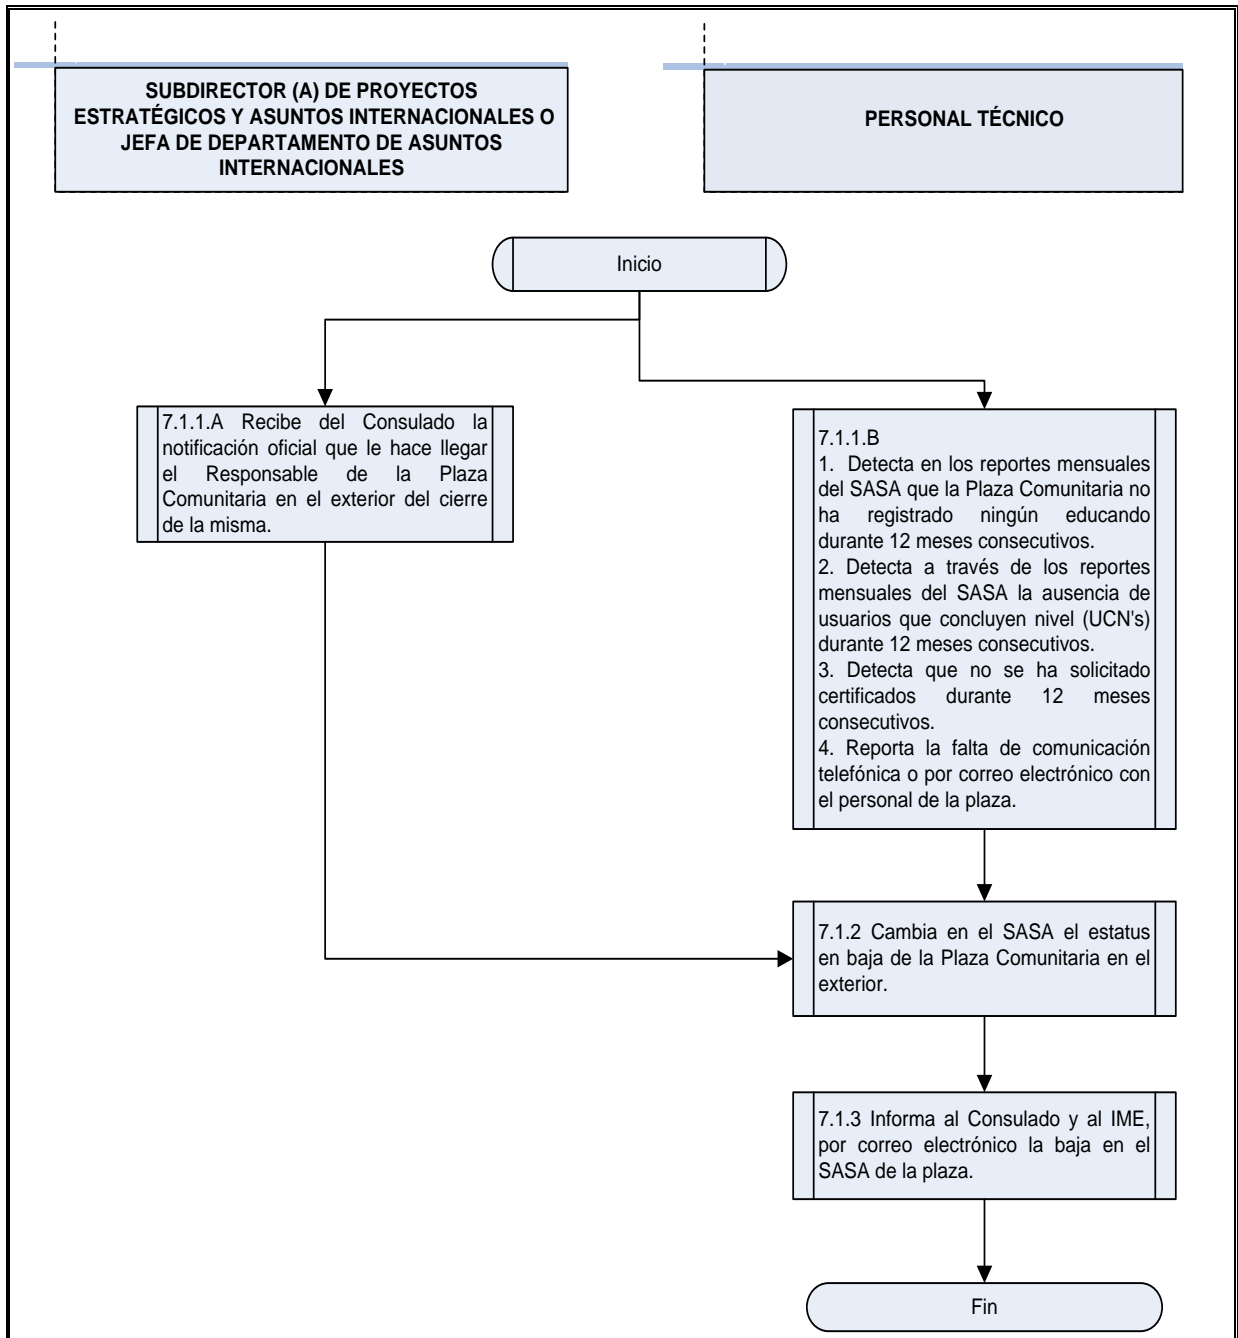 SUBDIRECTOR (A) DE PROYECTOS
ESTRATÉGICOS Y ASUNTOS INTERNACIONALES O
JEFA DE DEPARTAMENTO DE ASUNTOS
INTERNACIONALES
PERSONAL TÉCNICO
Inicio
7.1.1.A Recibe del Consulado la
notificación oficial que le hace llegar
el Responsable de la Plaza
Comunitaria en el exterior del cierre
de la misma.
7.1.1.B
1. Detecta en los reportes mensuales
del SASA que la Plaza Comunitaria no
ha registrado ningún educando
durante 12 meses consecutivos.
2. Detecta a través de los reportes
mensuales del SASA la ausencia de
usuarios que concluyen nivel (UCN's)
durante 12 meses consecutivos.
3. Detecta que no se ha solicitado
certificados durante 12 meses
consecutivos.
4. Reporta la falta de comunicación
telefónica o por correo electrónico con
el personal de la plaza.
7.1.2 Cambia en el SASA el estatus
en baja de la Plaza Comunitaria en el
exterior.
7.1.3 Informa al Consulado y al IME,
por correo electrónico la baja en el
SASA de la plaza.
Fin